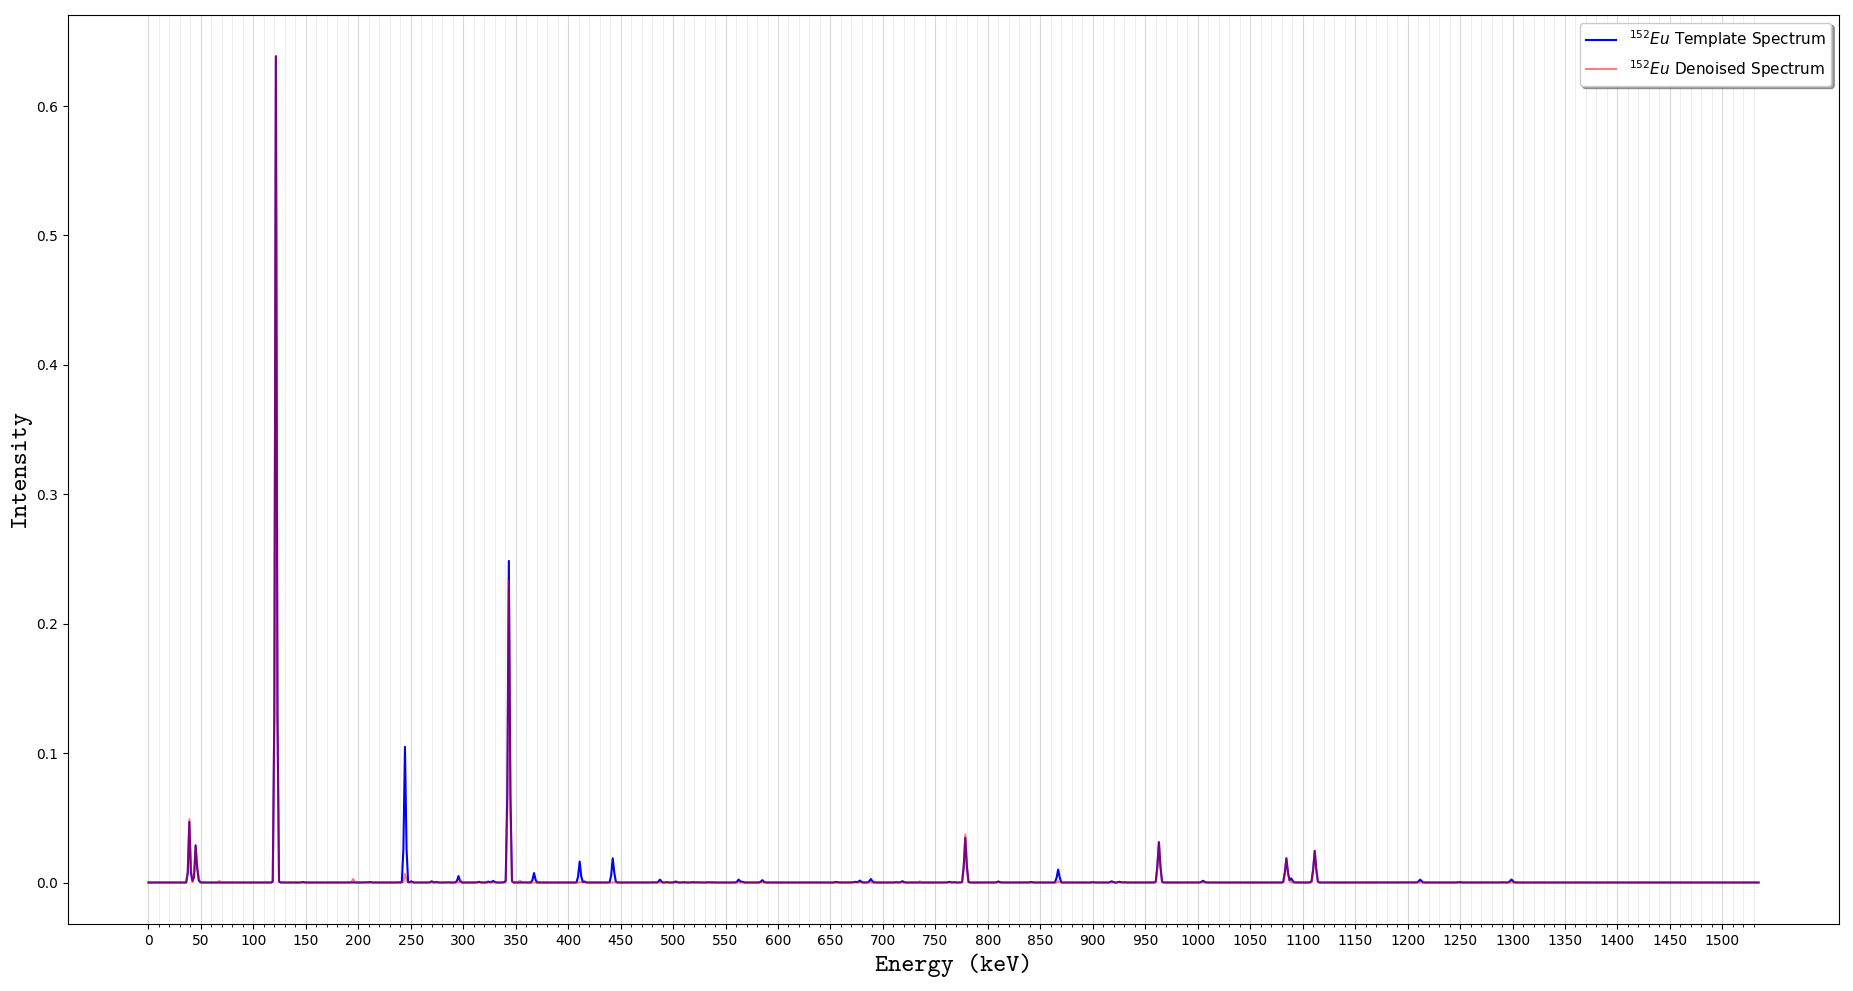 ¹⁵²Eu Template Spectrum
¹⁵²Eu Denoised Spectrum
0.6
0.5
0.4
0.3
0.2
0.1
0.0
Intensity
0 50 100 150 200 250 300 350 400 450 500 550 600 650 700 750 800 850 900 950 1000 1050 1100 1150 1200 1250 1300 1350 1400 1450 1500
Energy (keV)